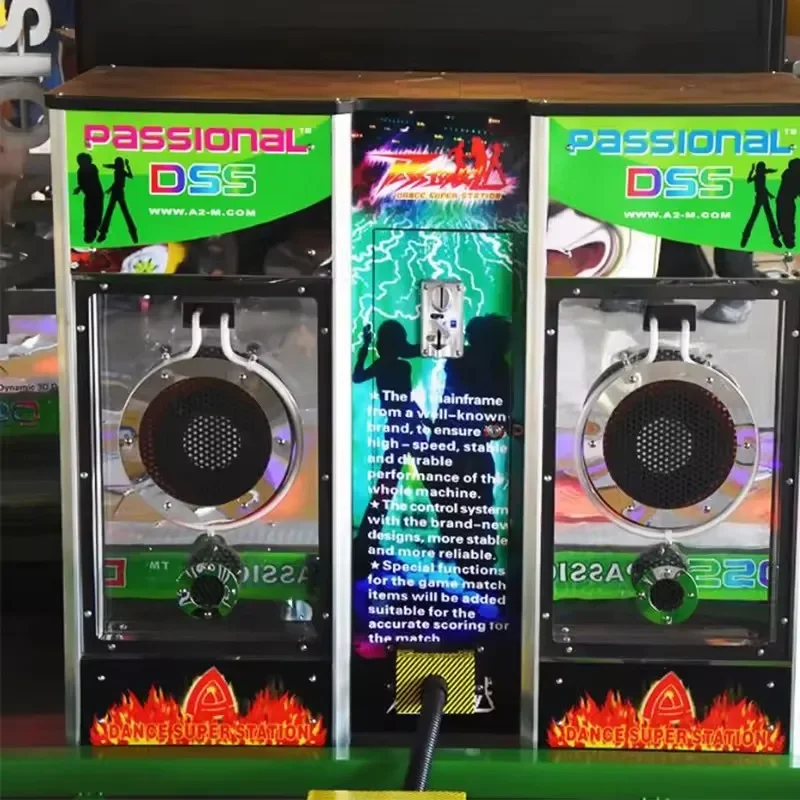 PASSIONAL™
DSS
WWW.A2-M.COM
PASSIONAL™
DSS
WWW.A2-M.COM
DANCE SUPER STATION
★The mainframe
from a well-known
brand, to ensure
high-speed, stable
and durable
performance of the
whole machine.
★The control system
with the brand-new
designs, more stable
and more reliable.
★Special functions
for the game match
items will be added
suitable for the
accurate scoring for
the match
Dynamic 3D
DANCE SUPER STATION
DANCE SUPER STATION